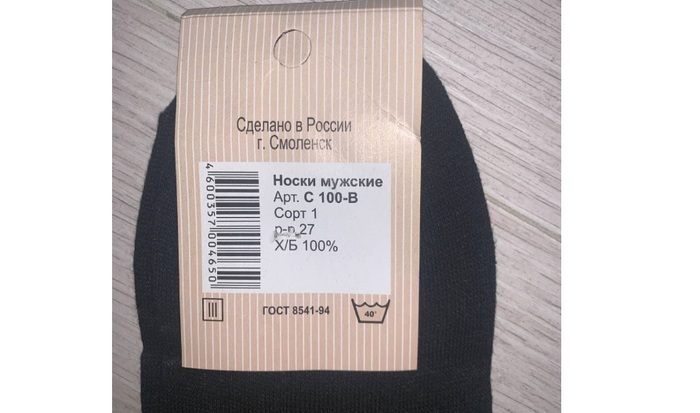 Сделано в России
г. Смоленск
4600357004650
Носки мужские
Арт. С 100-В
Сорт 1
р-р 27
Х/Б 100%
ГОСТ 8541-94
40°